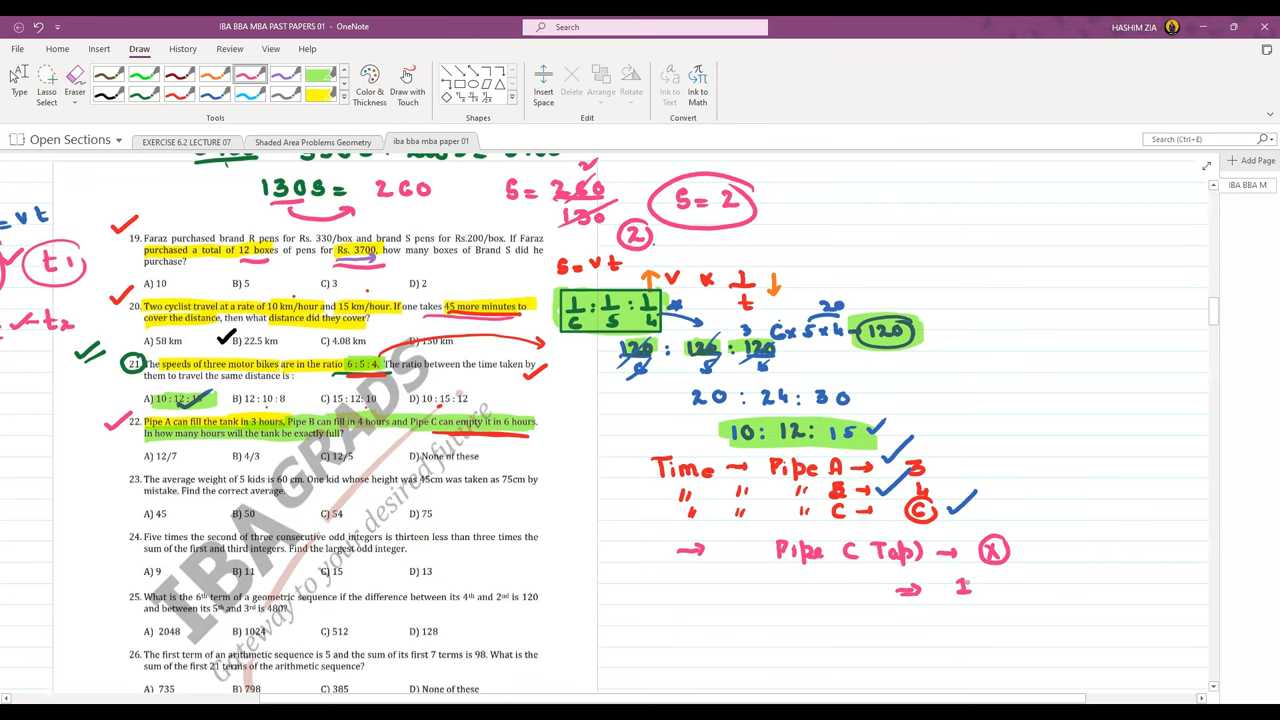 IBA BBA MBA PAST PAPERS 01 - OneNote
Search
HASHIM ZIA
File Home Insert Draw History Review View Help
Type
Lasso Select
Eraser
Color & Thickness
Draw with Touch
Insert Space
Delete
Arrange
Rotate
Ink to Text
Ink to Math
Tools
Shapes
Edit
Convert
Open Sections
EXERCISE 6.2 LECTURE 07
Shaded Area Problems Geometry
iba bba mba paper 01
Search (Ctrl+E)
Add Page
IBA BBA M
130S = 260
S = 260/130 2
S = 2
2
= vt
t1
t2
19. Faraz purchased brand R pens for Rs. 330/box and brand S pens for Rs.200/box. If Faraz
purchased a total of 12 boxes of pens for Rs. 3700, how many boxes of Brand S did he
purchase?
A) 10 B) 5 C) 3 D) 2
20. Two cyclist travel at a rate of 10 km/hour and 15 km/hour. If one takes 45 more minutes to
cover the distance, then what distance did they cover?
A) 58 km B) 22.5 km C) 4.08 km D) 130 km
21. The speeds of three motor bikes are in the ratio 6 : 5 : 4. The ratio between the time taken by
them to travel the same distance is :
A) 10 : 12 : 15 B) 12 : 10 : 8 C) 15 : 12: 10 D) 10 : 15 : 12
22. Pipe A can fill the tank in 3 hours, Pipe B can fill in 4 hours and Pipe C can empty it in 6 hours.
In how many hours will the tank be exactly full?
A) 12/7 B) 4/3 C) 12/5 D) None of these
23. The average weight of 5 kids is 60 cm. One kid whose height was 45cm was taken as 75cm by
mistake. Find the correct average.
A) 45 B) 50 C) 54 D) 75
24. Five times the second of three consecutive odd integers is thirteen less than three times the
sum of the first and third integers. Find the largest odd integer.
A) 9 B) 11 C) 15 D) 13
25. What is the 6th term of a geometric sequence if the difference between its 4th and 2nd is 120
and between its 5th and 3rd is 480?
A) 2048 B) 1024 C) 512 D) 128
26. The first term of an arithmetic sequence is 5 and the sum of its first 7 terms is 98. What is the
sum of the first 21 terms of the arithmetic sequence?
A) 735 B) 798 C) 385 D) None of these
IBAGRADS
gateway to your desired future
S = v t
v ∝ 1/t
1/6 : 1/5 : 1/4
20
6 × 5 × 4 = 120
120/6 : 120/5 : 120/4
20 : 24 : 30
10 : 12 : 15
Time → Pipe A → 3
" " " B → 4
" " " C → 6
→ Pipe C Tap) → x
⇒ 1